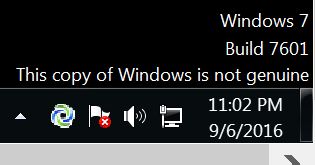 Windows 7
Build 7601
This copy of Windows is not genuine
11:02 PM
9/6/2016